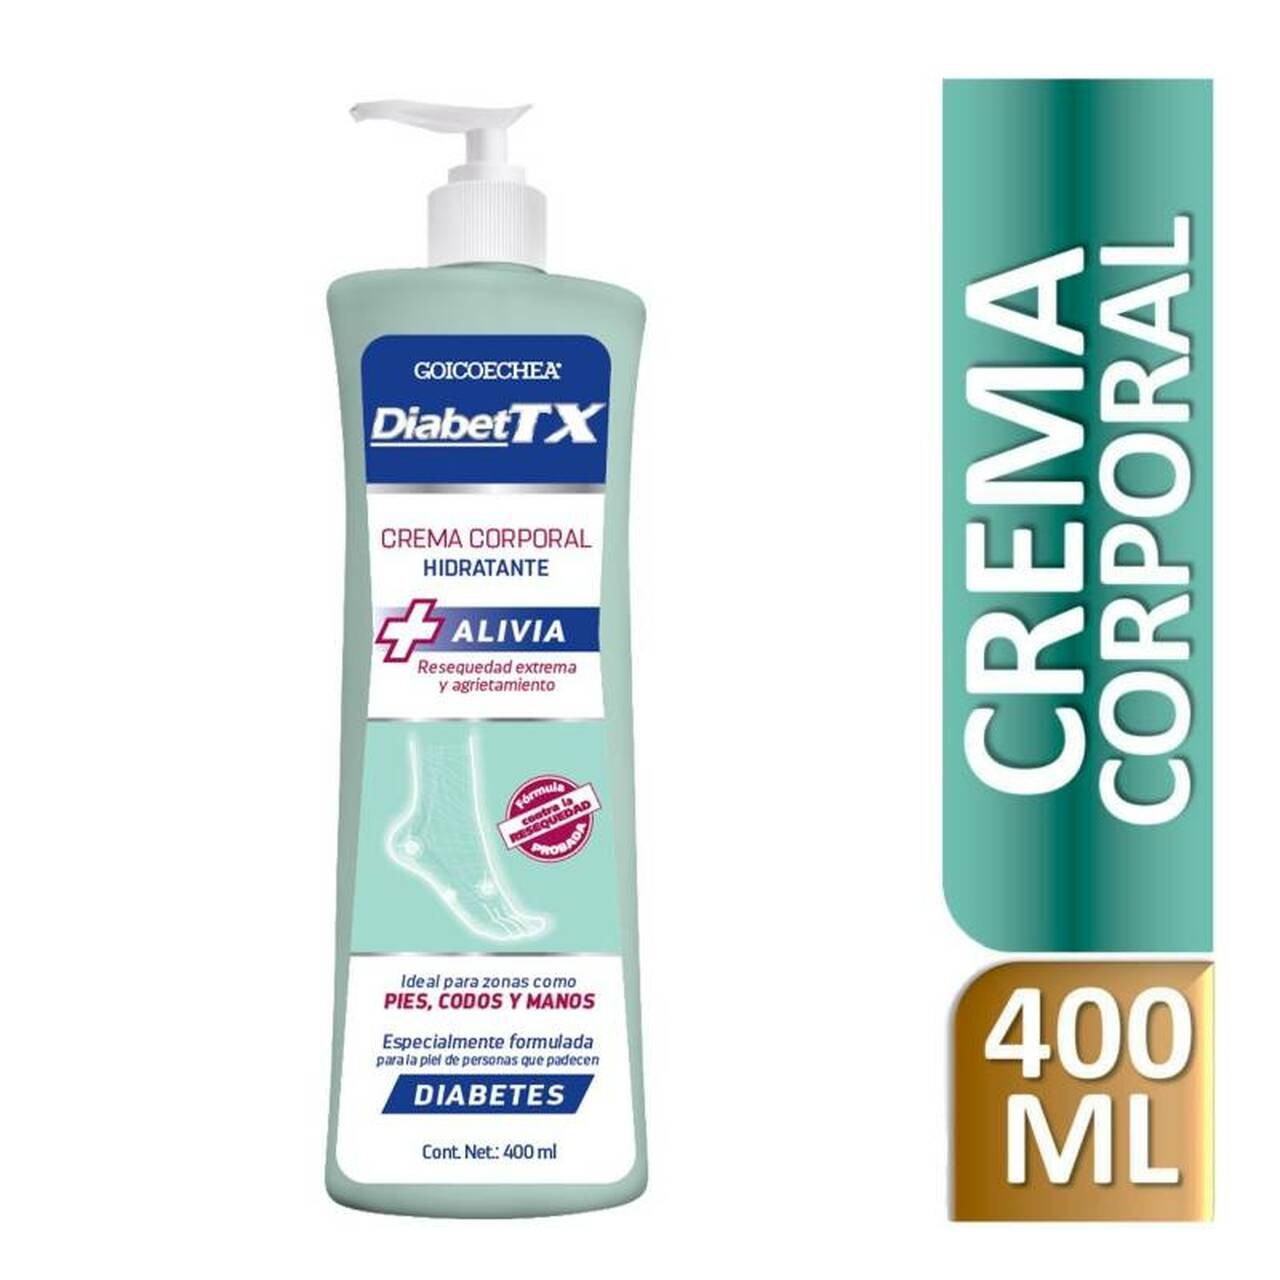 GOICOECHEA®
DiabetTX
CREMA CORPORAL
HIDRATANTE
ALIVIA
Resequedad extrema
y agrietamiento
Fórmula
contra la
RESEQUEDAD
PROBADA
Ideal para zonas como
PIES, CODOS Y MANOS
Especialmente formulada
para la piel de personas que padecen
DIABETES
Cont. Net.: 400 ml
CREMA
CORPORAL
400
ML